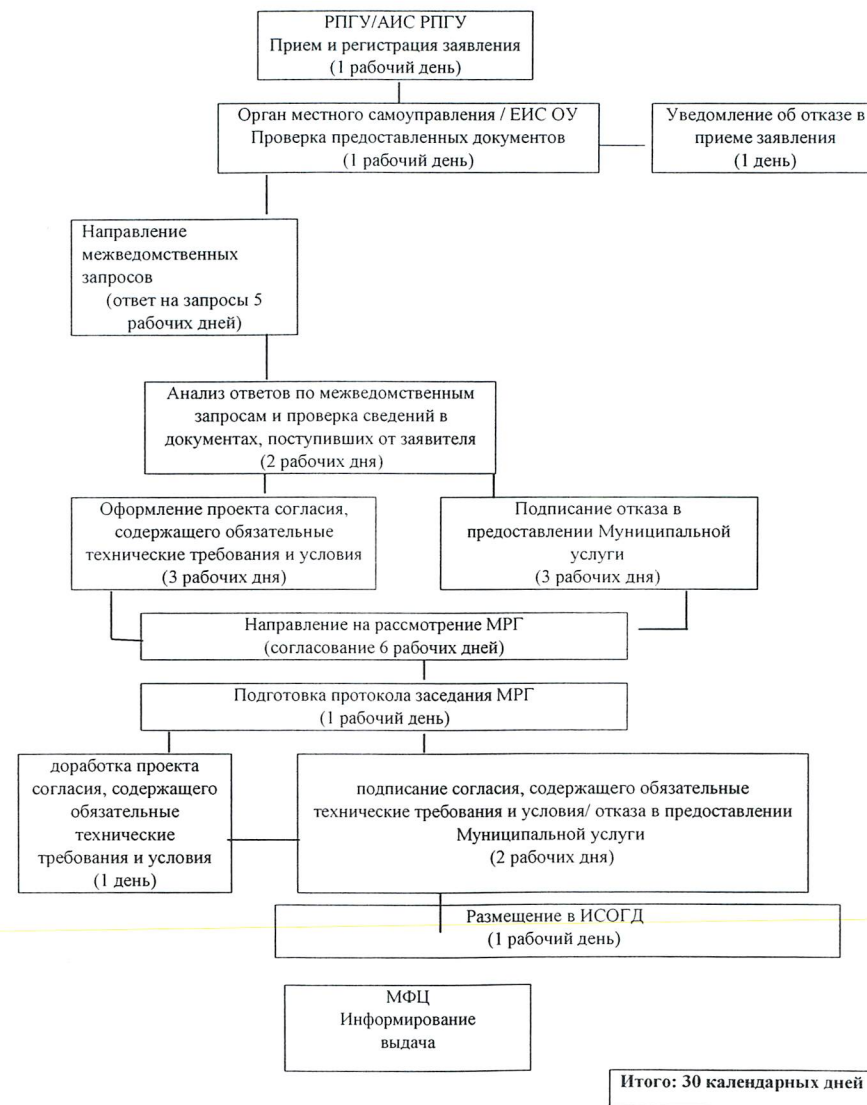 РПГУ/АИС РПГУ
Прием и регистрация заявления
(1 рабочий день)
Орган местного самоуправления / ЕИС ОУ
Проверка предоставленных документов
(1 рабочий день)
Уведомление об отказе в
приеме заявления
(1 день)
Направление
межведомственных
запросов
(ответ на запросы 5
рабочих дней)
Анализ ответов по межведомственным
запросам и проверка сведений в
документах, поступивших от заявителя
(2 рабочих дня)
Оформление проекта согласия,
содержащего обязательные
технические требования и условия
(3 рабочих дня)
Подписание отказа в
предоставлении Муниципальной
услуги
(3 рабочих дня)
Направление на рассмотрение МРГ
(согласование 6 рабочих дней)
Подготовка протокола заседания МРГ
(1 рабочий день)
доработка проекта
согласия, содержащего
обязательные
технические
требования и условия
(1 день)
подписание согласия, содержащего обязательные
технические требования и условия/ отказа в предоставлении
Муниципальной услуги
(2 рабочих дня)
Размещение в ИСОГД
(1 рабочий день)
МФЦ
Информирование
выдача
Итого: 30 календарных дней